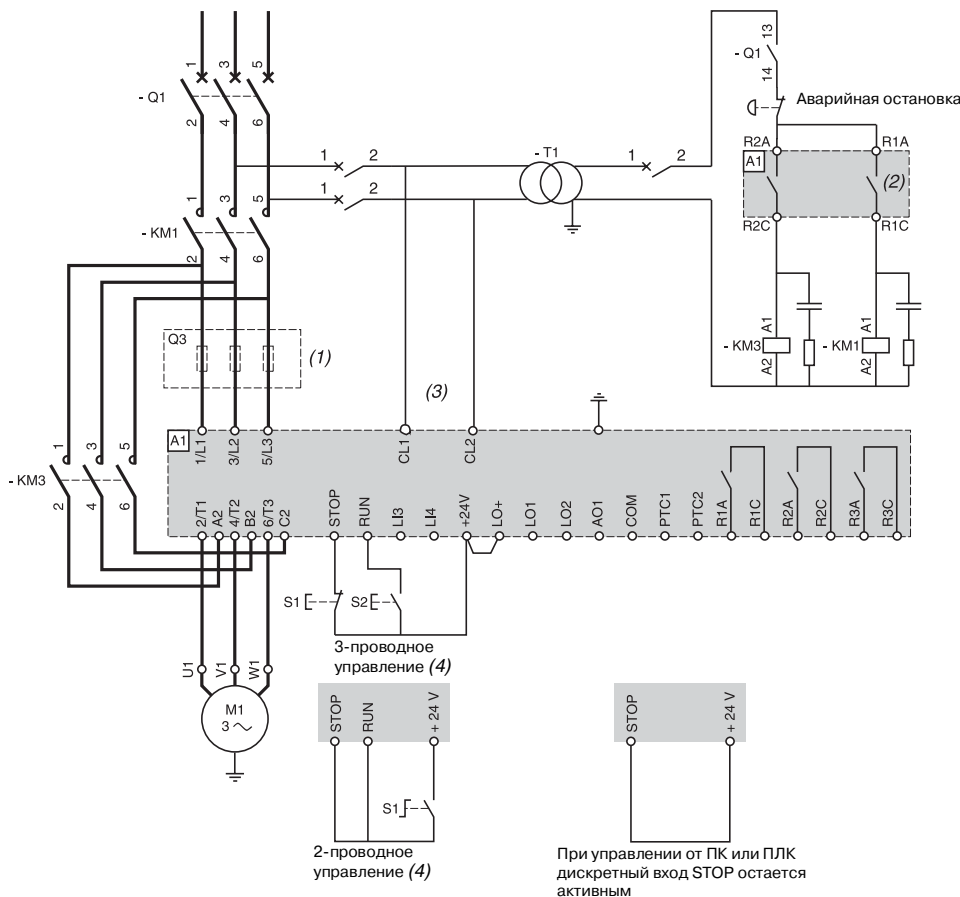 1 3 5
- Q1
2 4 6
1 2
1 2
- T1
1 2
13
- Q1
14
Аварийная остановка
R2A R1A
A1
(2)
R2C R1C
1 3 5
- KM1
2 4 6
A1 A1
- KM3 - KM1
A2 A2
Q3
(1)
(3)
A1
1/L1 3/L2 5/L3 CL1 CL2
1 3 5
- KM3
2 4 6
2/T1 A2 4/T2 B2 6/T3 C2 STOP RUN LI3 LI4 +24V LO+ LO1 LO2 AO1 COM PTC1 PTC2 R1A R1C R2A R2C R3A R3C
S1 S2
3-проводное
управление (4)
U1 V1 W1
M1
3
STOP RUN + 24 V
S1
2-проводное
управление (4)
STOP + 24 V
При управлении от ПК или ПЛК
дискретный вход STOP остается
активным